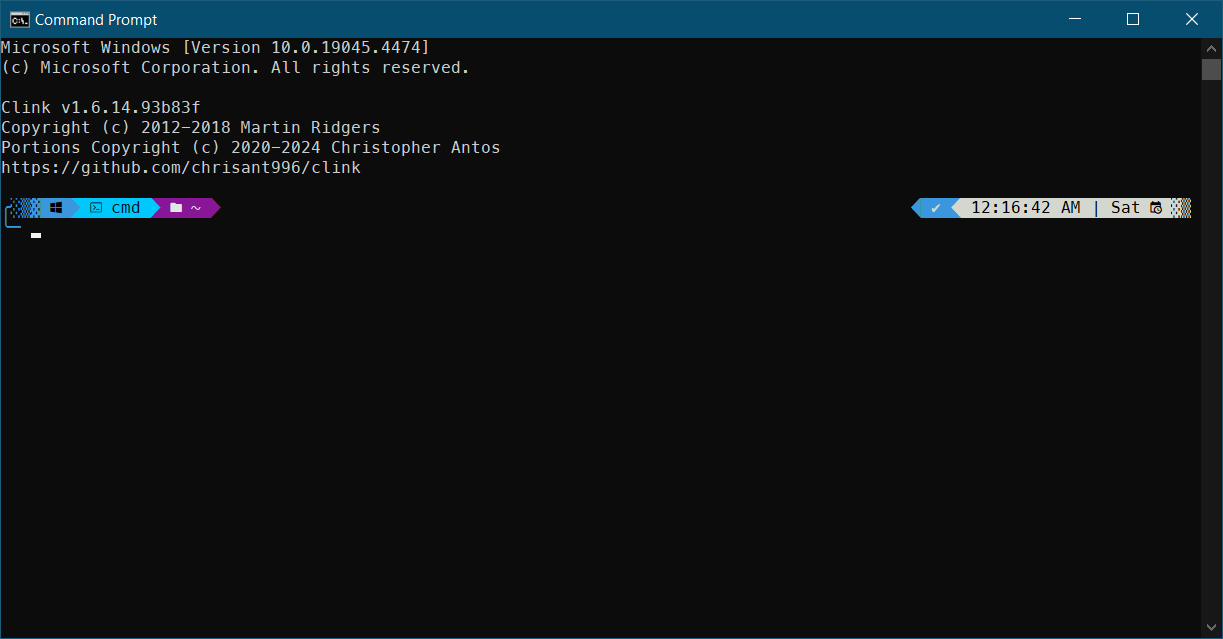 Command Prompt
Microsoft Windows [Version 10.0.19045.4474]
(c) Microsoft Corporation. All rights reserved.
Clink v1.6.14.93b83f
Copyright (c) 2012-2018 Martin Ridgers
Portions Copyright (c) 2020-2024 Christopher Antos
https://github.com/chrisant996/clink
cmd ~ ✔ 12:16:42 AM | Sat